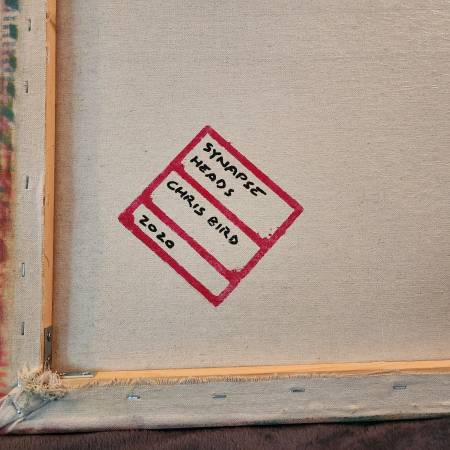 SYNAPSE
HEADS
CHRIS BIRD
2020